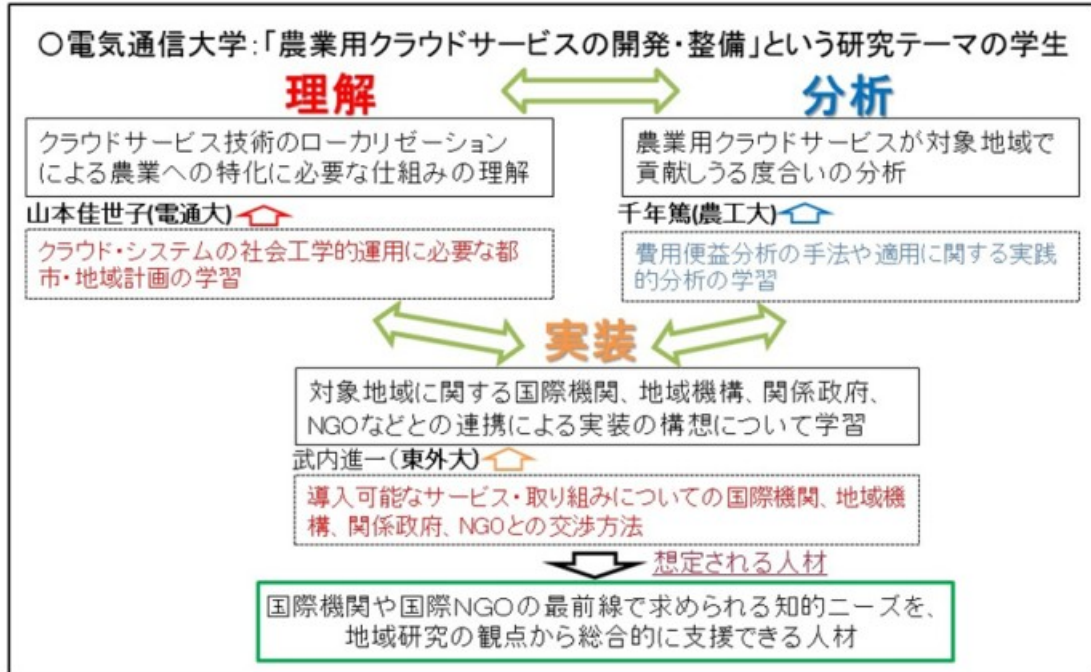 ○電気通信大学:「農業用クラウドサービスの開発・整備」という研究テーマの学生
理解
分析
クラウドサービス技術のローカリゼーション
による農業への特化に必要な仕組みの理解
農業用クラウドサービスが対象地域で
貢献しうる度合いの分析
山本佳世子(電通大)
千年篤(農工大)
クラウド・システムの社会工学的運用に必要な都
市・地域計画の学習
費用便益分析の手法や適用に関する実践
的分析の学習
実装
対象地域に関する国際機関、地域機構、関係政府、
NGOなどとの連携による実装の構想について学習
武内進一(東外大)
導入可能なサービス・取り組みについての国際機関、地域機
構、関係政府、NGOとの交渉方法
想定される人材
国際機関や国際NGOの最前線で求められる知的ニーズを、
地域研究の観点から総合的に支援できる人材